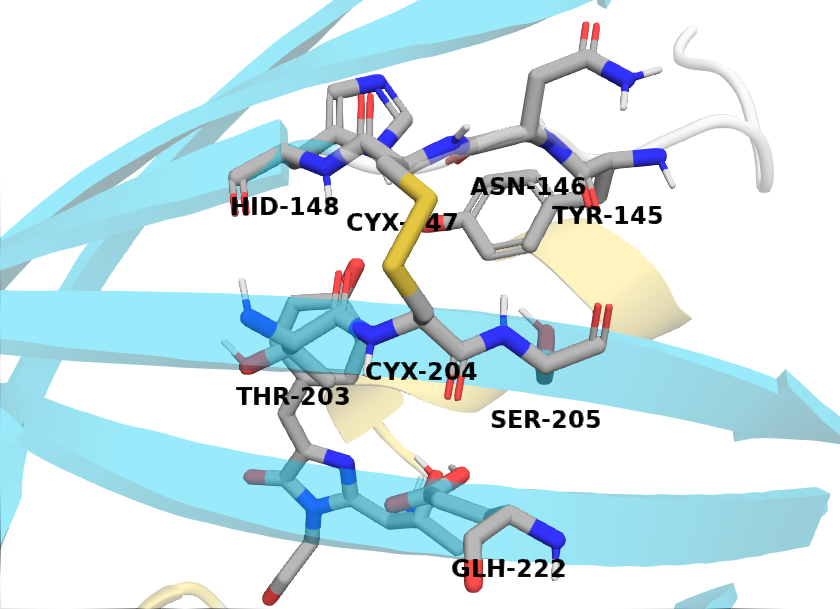 ASN-146
HID-148
CYX-147
TYR-145
CYX-204
THR-203
SER-205
GLH-222